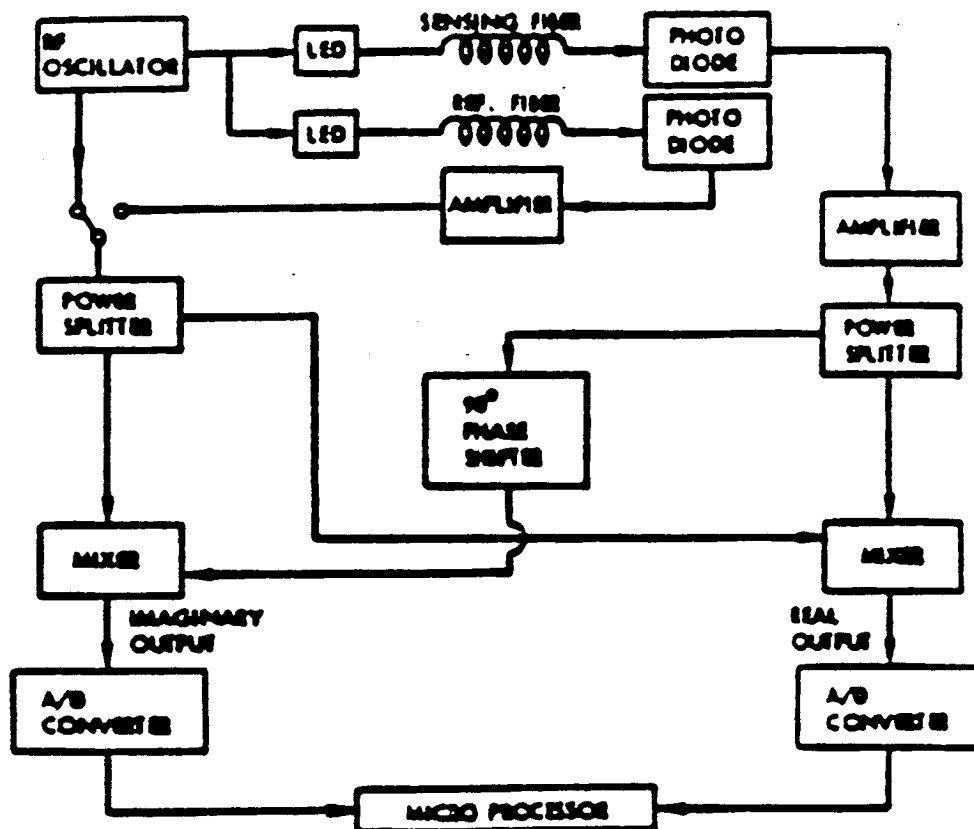 RF
OSCILLATOR
LED
SENSING FIBER
PHOTO
DIODE
LED
REF. FIBER
PHOTO
DIODE
AMPLIFIER
AMPLIFIER
POWER
SPLITTER
POWER
SPLITTER
90°
PHASE
SHIFTER
MIXER
MIXER
IMAGINARY
OUTPUT
REAL
OUTPUT
A/D
CONVERTER
A/D
CONVERTER
MICRO PROCESSOR